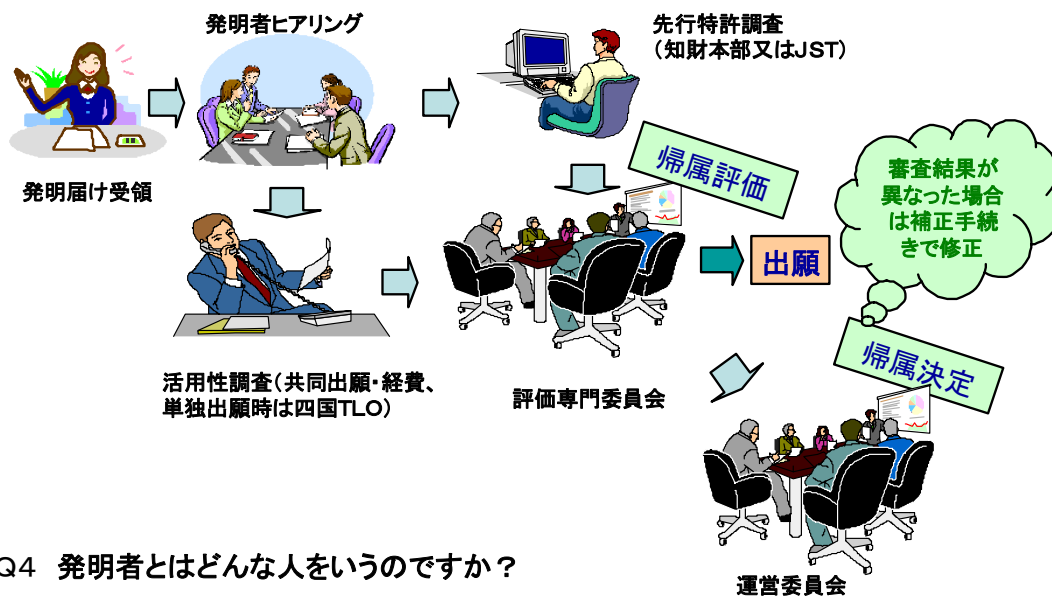 発明者ヒアリング
先行特許調査
（知財本部又はJST）
発明届け受領
帰属評価
審査結果が
異なった場合
は補正手続
きで修正
出願
帰属決定
活用性調査（共同出願・経費、
単独出願時は四国TLO）
評価専門委員会
運営委員会
Q4 発明者とはどんな人をいうのですか？